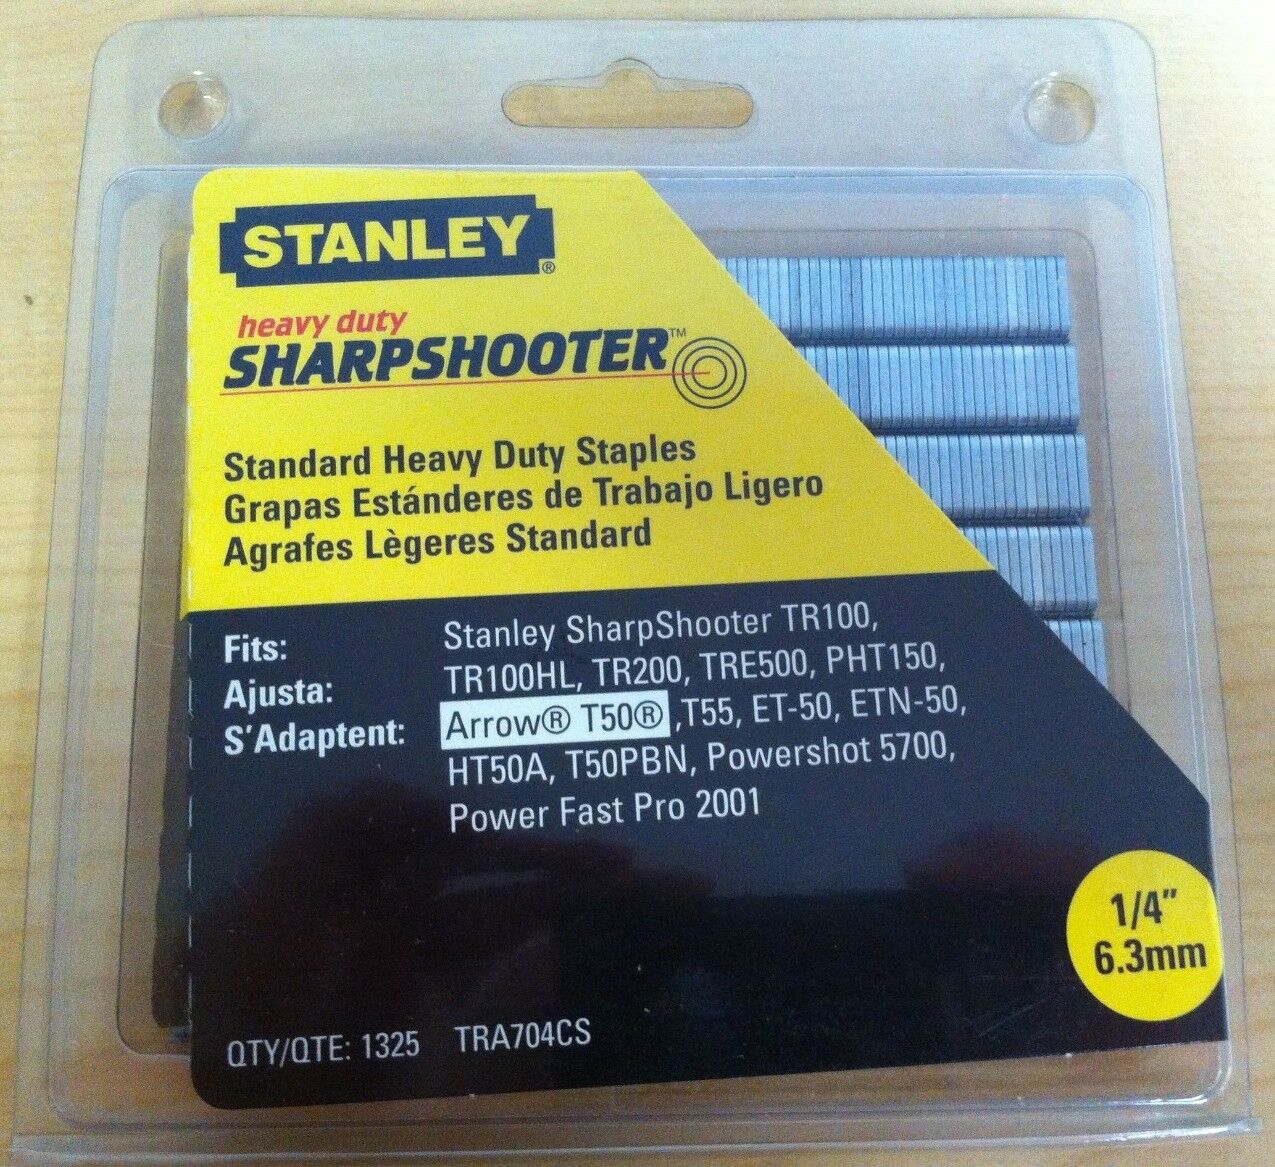 STANLEY®
heavy duty
SHARPSHOOTER™
Standard Heavy Duty Staples
Grapas Estánderes de Trabajo Ligero
Agrafes Lègeres Standard
Fits:
Ajusta:
S'Adaptent:
Stanley SharpShooter TR100,
TR100HL, TR200, TRE500, PHT150,
Arrow® T50® ,T55, ET-50, ETN-50,
HT50A, T50PBN, Powershot 5700,
Power Fast Pro 2001
1/4"
6.3mm
QTY/QTE: 1325 TRA704CS